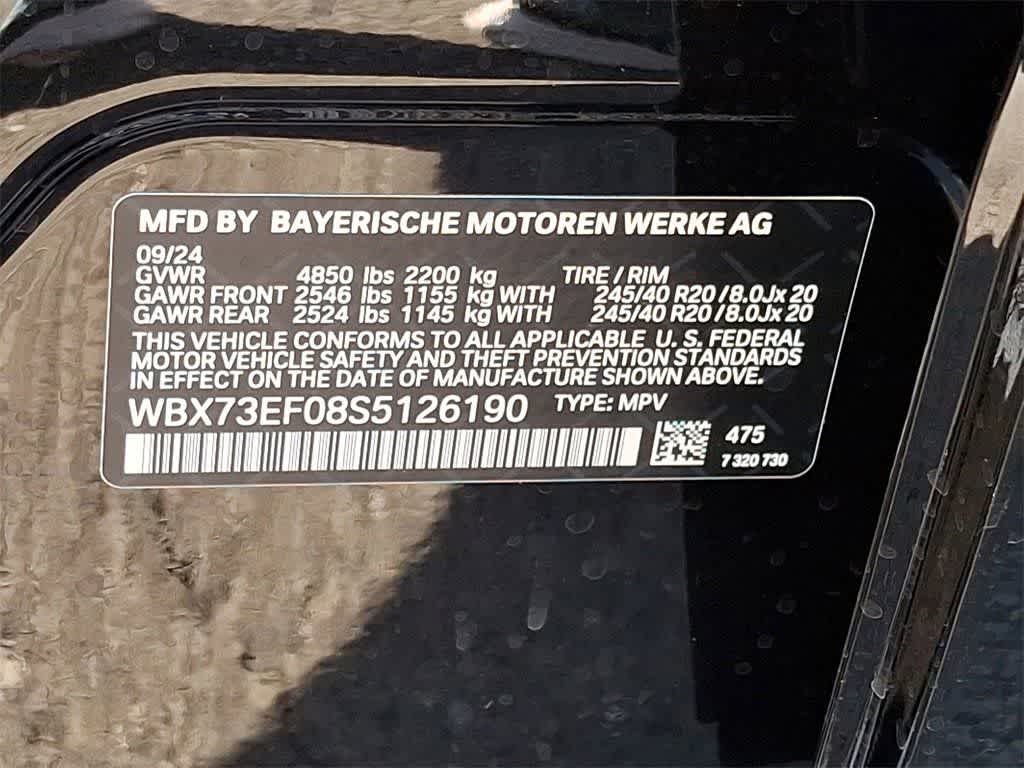 MFD BY BAYERISCHE MOTOREN WERKE AG
09/24
GVWR 4850 lbs 2200 kg TIRE / RIM
GAWR FRONT 2546 lbs 1155 kg WITH 245/40 R20 / 8.0Jx 20
GAWR REAR 2524 lbs 1145 kg WITH 245/40 R20 / 8.0Jx 20
THIS VEHICLE CONFORMS TO ALL APPLICABLE U. S. FEDERAL
MOTOR VEHICLE SAFETY AND THEFT PREVENTION STANDARDS
IN EFFECT ON THE DATE OF MANUFACTURE SHOWN ABOVE.
WBX73EF08S5126190 TYPE: MPV
475
7 320 730